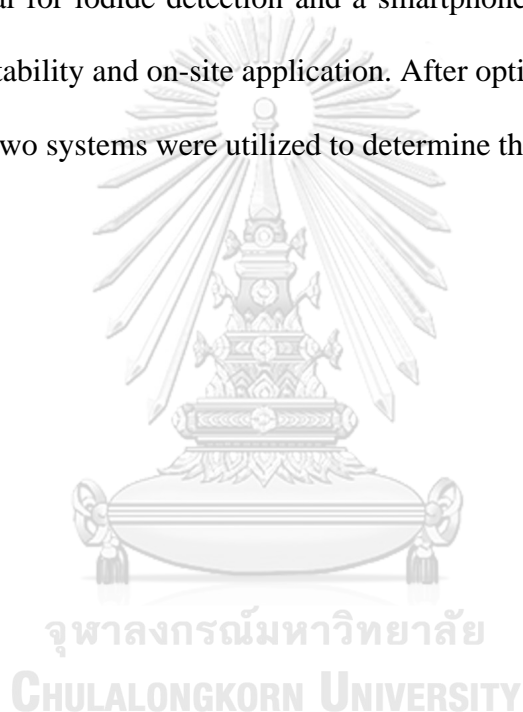 for iodide detection and a smartphone
tability and on-site application. After opti
wo systems were utilized to determine th
จุฬาลงกรณ์มหาวิทยาลัย
CHULALONGKORN UNIVERSITY